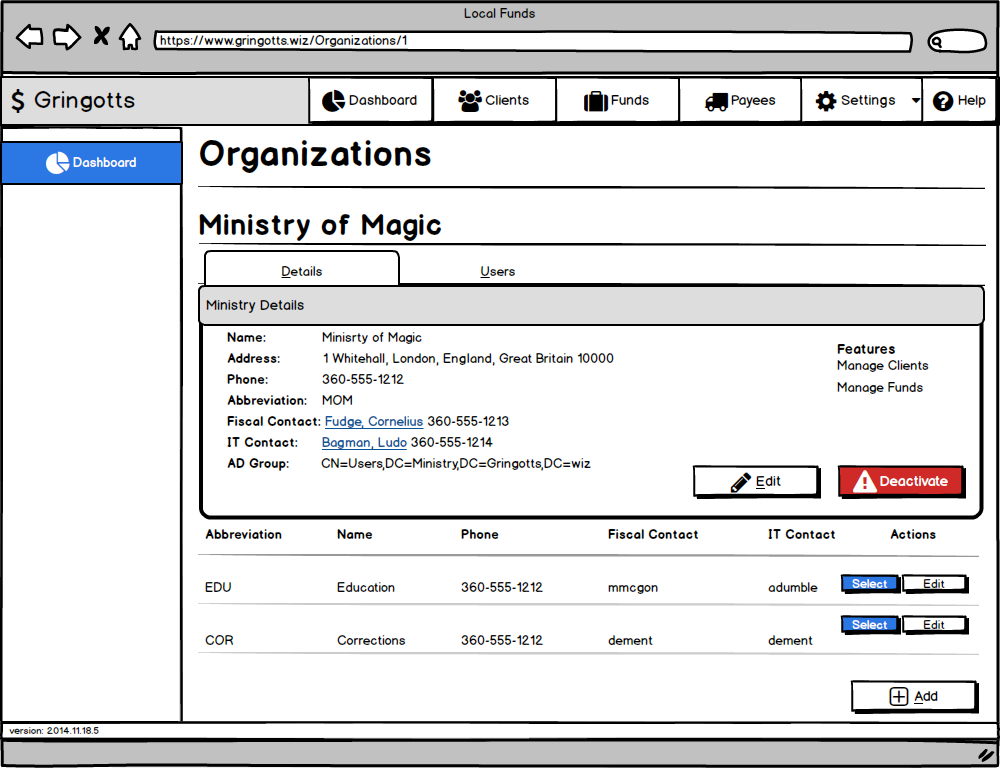 Local Funds
https://www.gringotts.wiz/Organizations/1
$ Gringotts Dashboard Clients Funds Payees Settings Help
Dashboard
Organizations
Ministry of Magic
Details Users
Ministry Details
Name: Minisrty of Magic
Address: 1 Whitehall, London, England, Great Britain 10000
Phone: 360-555-1212
Abbreviation: MOM
Fiscal Contact: Fudge, Cornelius 360-555-1213
IT Contact: Bagman, Ludo 360-555-1214
AD Group: CN=Users,DC=Ministry,DC=Gringotts,DC=wiz
Features
Manage Clients
Manage Funds
Edit Deactivate
Abbreviation Name Phone Fiscal Contact IT Contact Actions
EDU Education 360-555-1212 mmcgon adumble Select Edit
COR Corrections 360-555-1212 dement dement Select Edit
Add
version: 2014.11.18.5